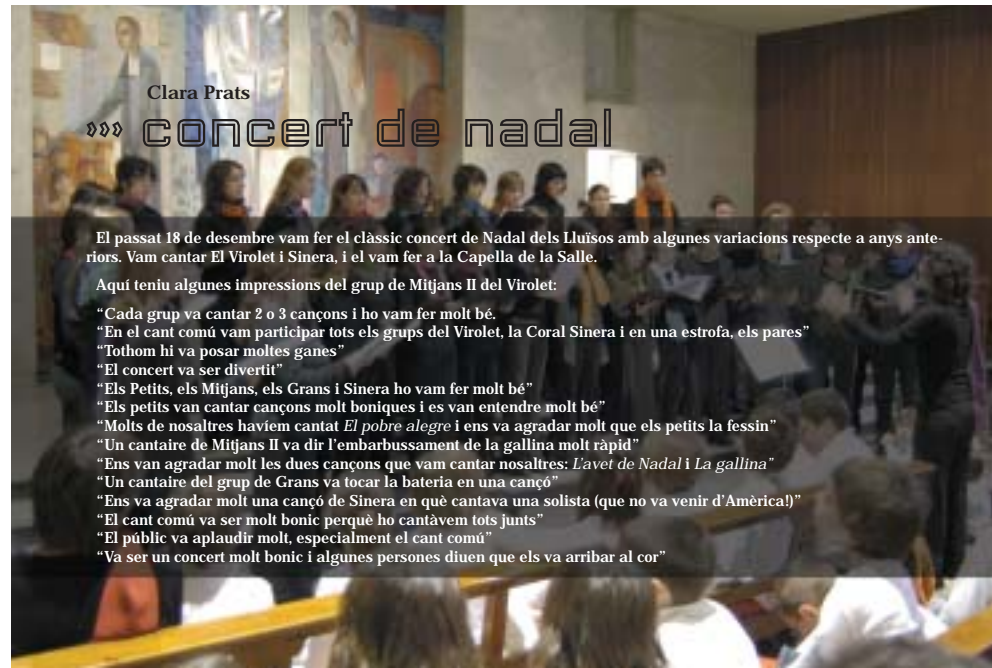 Clara Prats
››› concert de nadal
El passat 18 de desembre vam fer el clàssic concert de Nadal dels Lluïsos amb algunes variacions respecte a anys ante-
riors. Vam cantar El Virolet i Sinera, i el vam fer a la Capella de la Salle.
Aquí teniu algunes impressions del grup de Mitjans II del Virolet:
“Cada grup va cantar 2 o 3 cançons i ho vam fer molt bé.
“En el cant comú vam participar tots els grups del Virolet, la Coral Sinera i en una estrofa, els pares”
“Tothom hi va posar moltes ganes”
“El concert va ser divertit”
“Els Petits, els Mitjans, els Grans i Sinera ho vam fer molt bé”
“Els petits van cantar cançons molt boniques i es van entendre molt bé”
“Molts de nosaltres havíem cantat El pobre alegre i ens va agradar molt que els petits la fessin”
“Un cantaire de Mitjans II va dir l’embarbussament de la gallina molt ràpid”
“Ens van agradar molt les dues cançons que vam cantar nosaltres: L’avet de Nadal i La gallina”
“Un cantaire del grup de Grans va tocar la bateria en una cançó”
“Ens va agradar molt una cançó de Sinera en què cantava una solista (que no va venir d’Amèrica!)”
“El cant comú va ser molt bonic perquè ho cantàvem tots junts”
“El públic va aplaudir molt, especialment el cant comú”
“Va ser un concert molt bonic i algunes persones diuen que els va arribar al cor”